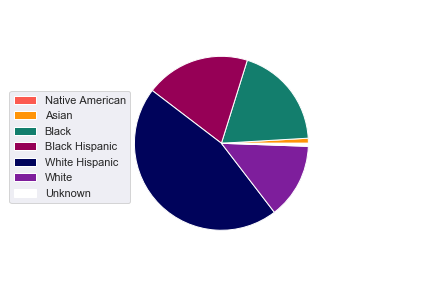 Native American
Asian
Black
Black Hispanic
White Hispanic
White
Unknown